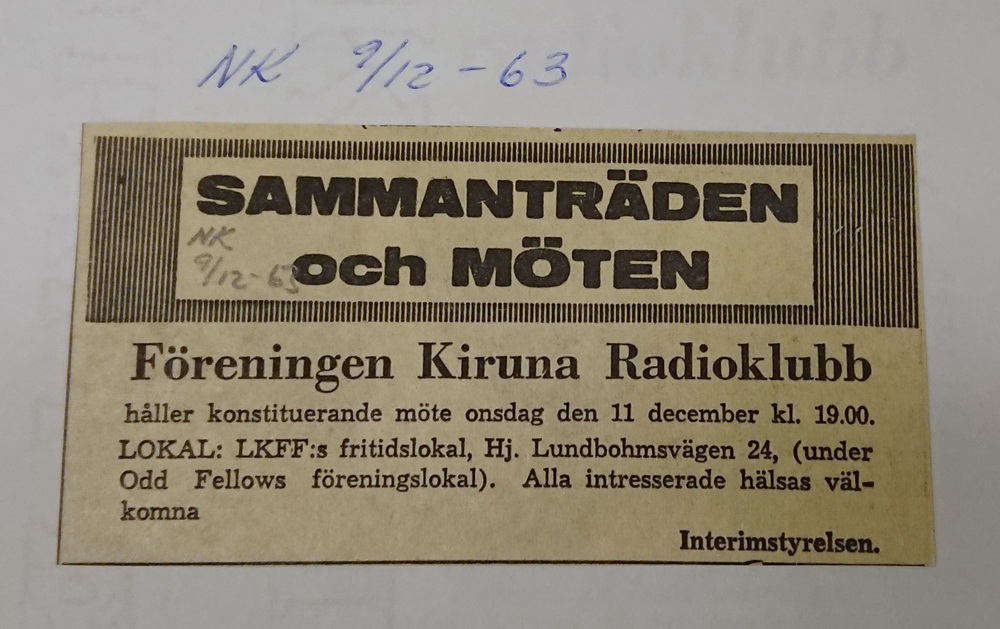 NK 9/12 - 63
SAMMANTRÄDEN
och MÖTEN
NK
9/12-63
Föreningen Kiruna Radioklubb
håller konstituerande möte onsdag den 11 december kl. 19.00.
LOKAL: LKFF:s fritidslokal, Hj. Lundbohmsvägen 24, (under
Odd Fellows föreningslokal). Alla intresserade hälsas väl-
komna
Interimstyrelsen.